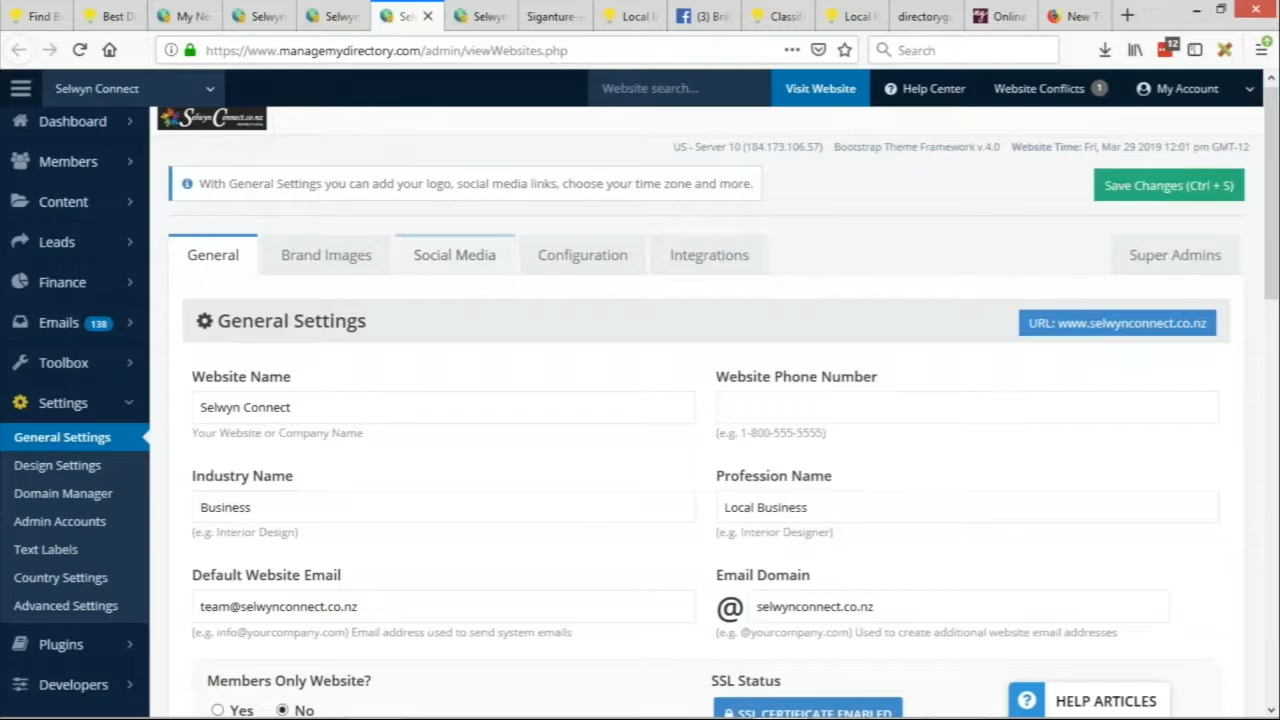 Find B
Best Di
My Ne
Selwyn
Selwyn
Sel
Selwyn
Siganture-
Local
(3) Bri
Classif
Local
directoryg
Online
New T
https://www.managemydirectory.com/admin/viewWebsites.php
Search
12
Selwyn Connect
Website search...
Visit Website
Help Center
Website Conflicts 1
My Account
SelwynConnect.co.nz
US - Server 10 (184.173.106.57) Bootstrap Theme Framework v.4.0 Website Time: Fri, Mar 29 2019 12:01 pm GMT-12
With General Settings you can add your logo, social media links, choose your time zone and more.
Save Changes (Ctrl + S)
General
Brand Images
Social Media
Configuration
Integrations
Super Admins
Dashboard
Members
Content
Leads
Finance
Emails 138
Toolbox
Settings
General Settings
Design Settings
Domain Manager
Admin Accounts
Text Labels
Country Settings
Advanced Settings
Plugins
Developers
General Settings
URL: www.selwynconnect.co.nz
Website Name
Selwyn Connect
Your Website or Company Name
Website Phone Number
(e.g. 1-800-555-5555)
Industry Name
Business
(e.g. Interior Design)
Profession Name
Local Business
(e.g. Interior Designer)
Default Website Email
team@selwynconnect.co.nz
(e.g. info@yourcompany.com) Email address used to send system emails
Email Domain
@ selwynconnect.co.nz
(e.g. @yourcompany.com) Used to create additional website email addresses
Members Only Website?
Yes No
SSL Status
SSL CERTIFICATE ENABLED
HELP ARTICLES